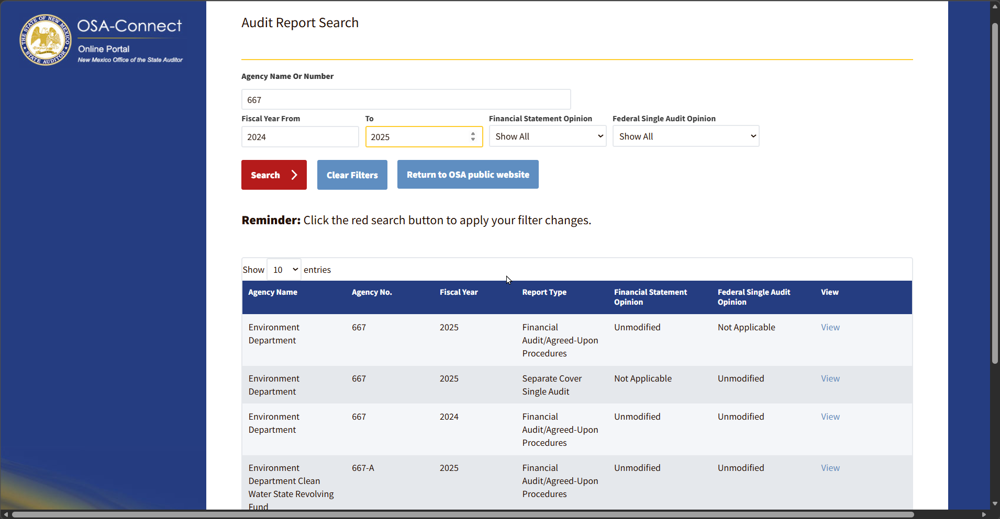 THE STATE OF NEW MEXICO
STATE AUDITOR
OSA-Connect
Online Portal
New Mexico Office of the State Auditor
Audit Report Search
Agency Name Or Number
667
Fiscal Year From To Financial Statement Opinion Federal Single Audit Opinion
2024 2025 Show All Show All
Search Clear Filters Return to OSA public website
Reminder: Click the red search button to apply your filter changes.
Show 10 entries
Agency Name Agency No. Fiscal Year Report Type Financial Statement Federal Single Audit View
Opinion Opinion
Environment 667 2025 Financial Unmodified Not Applicable View
Department Audit/Agreed-Upon
Procedures
Environment 667 2025 Separate Cover Not Applicable Unmodified View
Department Single Audit
Environment 667 2024 Financial Unmodified Unmodified View
Department Audit/Agreed-Upon
Procedures
Environment 667-A 2025 Financial Unmodified Unmodified View
Department Clean Audit/Agreed-Upon
Water State Revolving Procedures
Fund